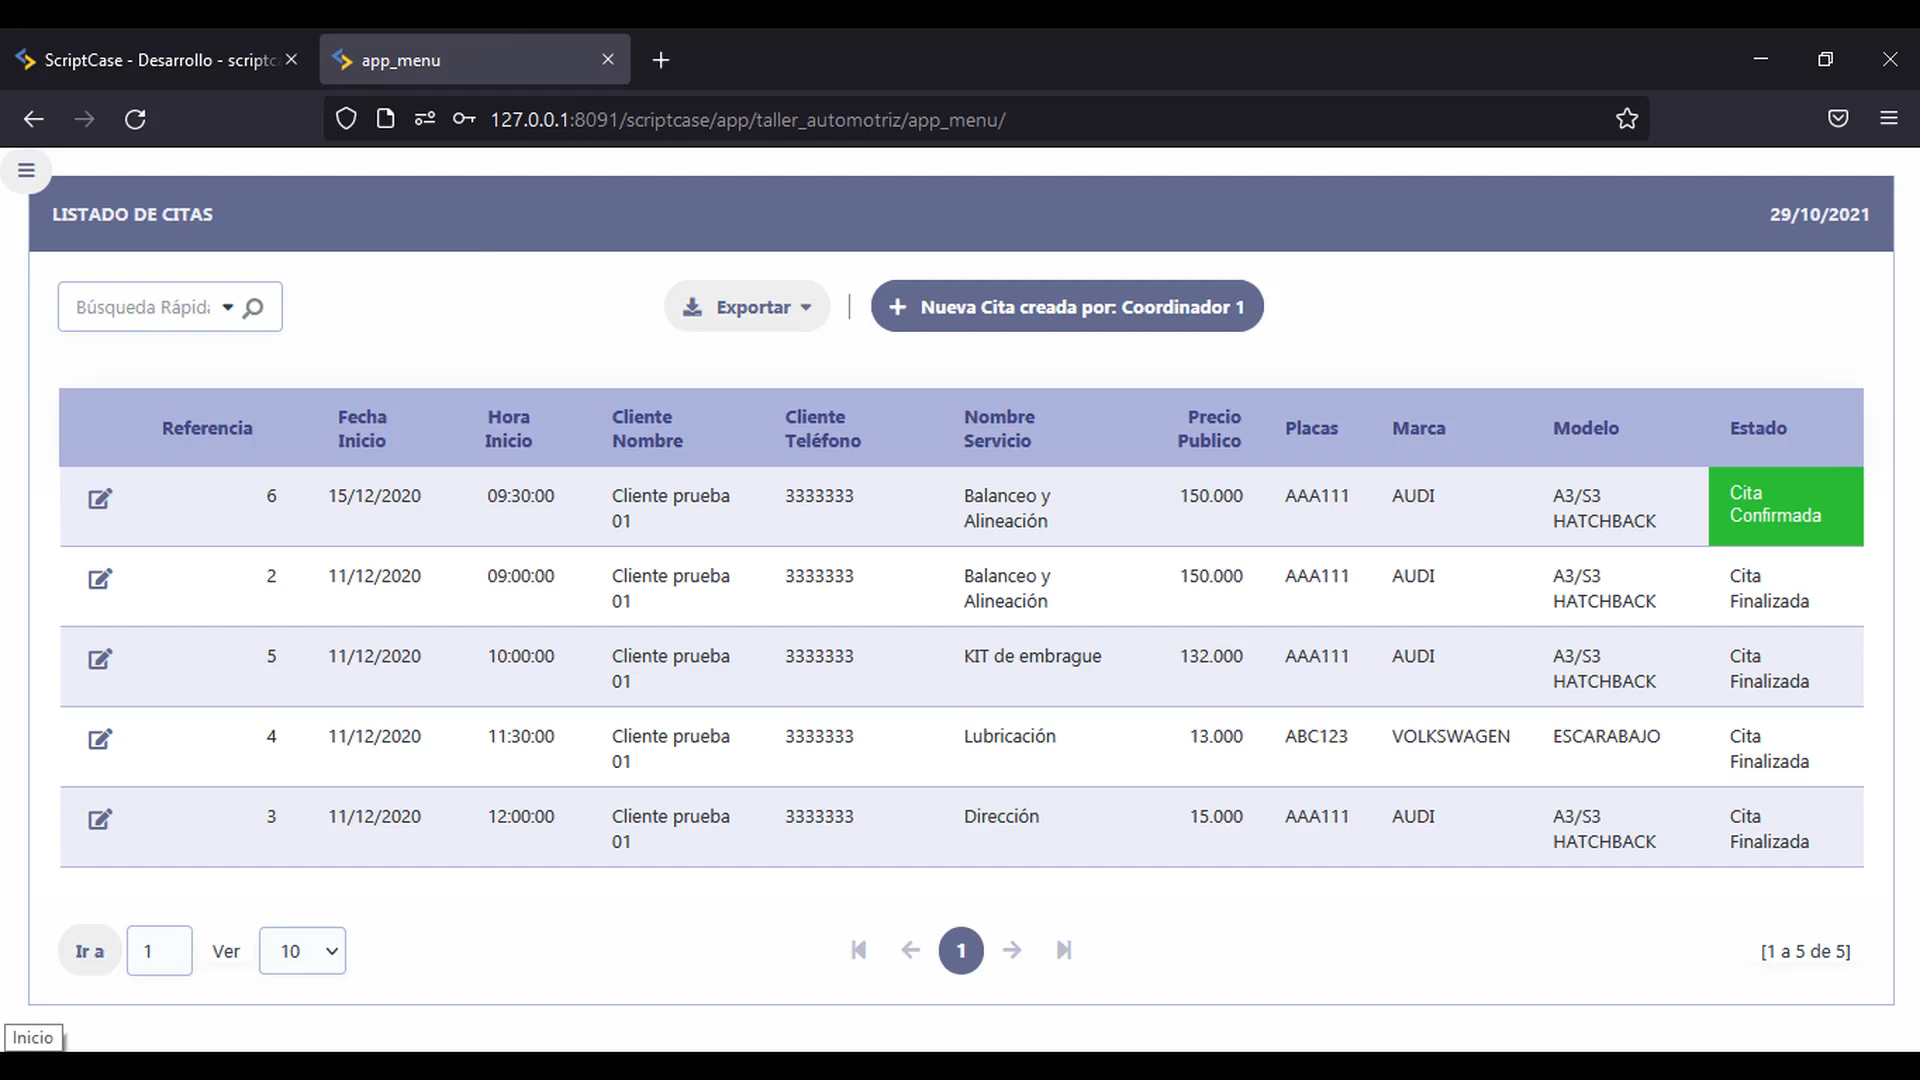 ScriptCase - Desarrollo - scriptc
app_menu
127.0.0.1:8091/scriptcase/app/taller_automotriz/app_menu/
LISTADO DE CITAS
29/10/2021
Búsqueda Rápid
Exportar
Nueva Cita creada por: Coordinador 1
Referencia
Fecha
Inicio
Hora
Inicio
Cliente
Nombre
Cliente
Teléfono
Nombre
Servicio
Precio
Publico
Placas
Marca
Modelo
Estado
6 15/12/2020 09:30:00 Cliente prueba 3333333 Balanceo y 150.000 AAA111 AUDI A3/S3 Cita
01 Alineación HATCHBACK Confirmada
2 11/12/2020 09:00:00 Cliente prueba 3333333 Balanceo y 150.000 AAA111 AUDI A3/S3 Cita
01 Alineación HATCHBACK Finalizada
5 11/12/2020 10:00:00 Cliente prueba 3333333 KIT de embrague 132.000 AAA111 AUDI A3/S3 Cita
01 HATCHBACK Finalizada
4 11/12/2020 11:30:00 Cliente prueba 3333333 Lubricación 13.000 ABC123 VOLKSWAGEN ESCARABAJO Cita
01 Finalizada
3 11/12/2020 12:00:00 Cliente prueba 3333333 Dirección 15.000 AAA111 AUDI A3/S3 Cita
01 HATCHBACK Finalizada
Ir a 1 Ver 10 1 [1 a 5 de 5]
Inicio